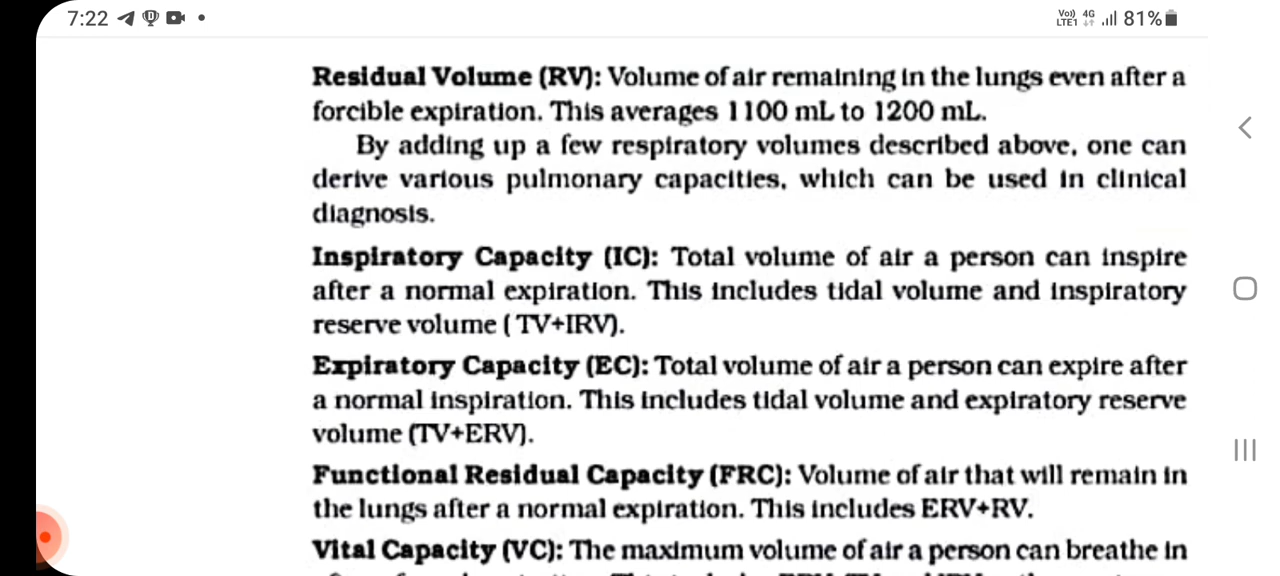 7:22
Vo) 4G
LTE1 81%
Residual Volume (RV): Volume of air remaining in the lungs even after a
forcible expiration. This averages 1100 mL to 1200 mL.
By adding up a few respiratory volumes described above, one can
derive various pulmonary capacities, which can be used in clinical
diagnosis.
Inspiratory Capacity (IC): Total volume of air a person can inspire
after a normal expiration. This includes tidal volume and inspiratory
reserve volume ( TV+IRV).
Expiratory Capacity (EC): Total volume of air a person can expire after
a normal inspiration. This includes tidal volume and expiratory reserve
volume (TV+ERV).
Functional Residual Capacity (FRC): Volume of air that will remain in
the lungs after a normal expiration. This includes ERV+RV.
Vital Capacity (VC): The maximum volume of air a person can breathe in